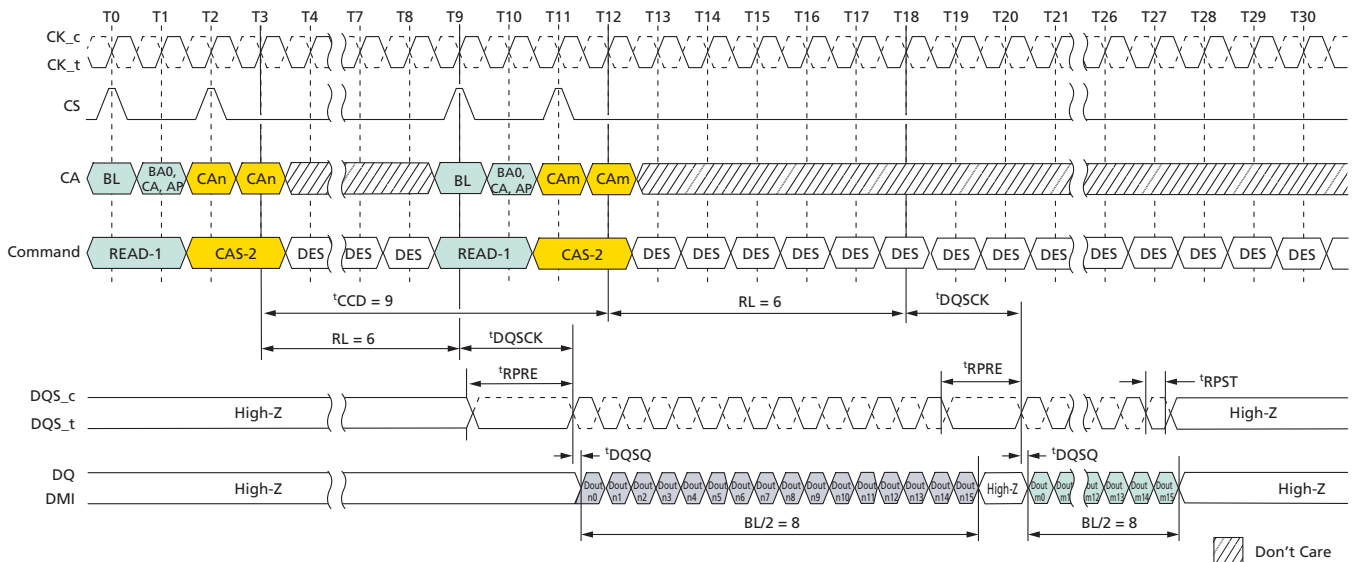 T0 T1 T2 T3 T4 T7 T8 T9 T10 T11 T12 T13 T14 T15 T16 T17 T18 T19 T20 T21 T26 T27 T28 T29 T30
CK_c
CK_t
CS
CA BL BA0, CA, AP CAn CAn BL BA0, CA, AP CAm CAm
Command READ-1 CAS-2 DES DES DES READ-1 CAS-2 DES DES DES DES DES DES DES DES DES DES DES DES DES DES
tCCD = 9 RL = 6 tDQSCK
RL = 6 tDQSCK
tRPRE tRPRE tRPST
DQS_c
DQS_t
High-Z High-Z
tDQSQ tDQSQ
DQ
DMI
High-Z Dout n0 Dout n1 Dout n2 Dout n3 Dout n4 Dout n5 Dout n6 Dout n7 Dout n8 Dout n9 Dout n10 Dout n11 Dout n12 Dout n13 Dout n14 Dout n15 High-Z Dout m0 Dout m1 Dout m12 Dout m13 Dout m14 Dout m15 High-Z
BL/2 = 8 BL/2 = 8
Don't Care